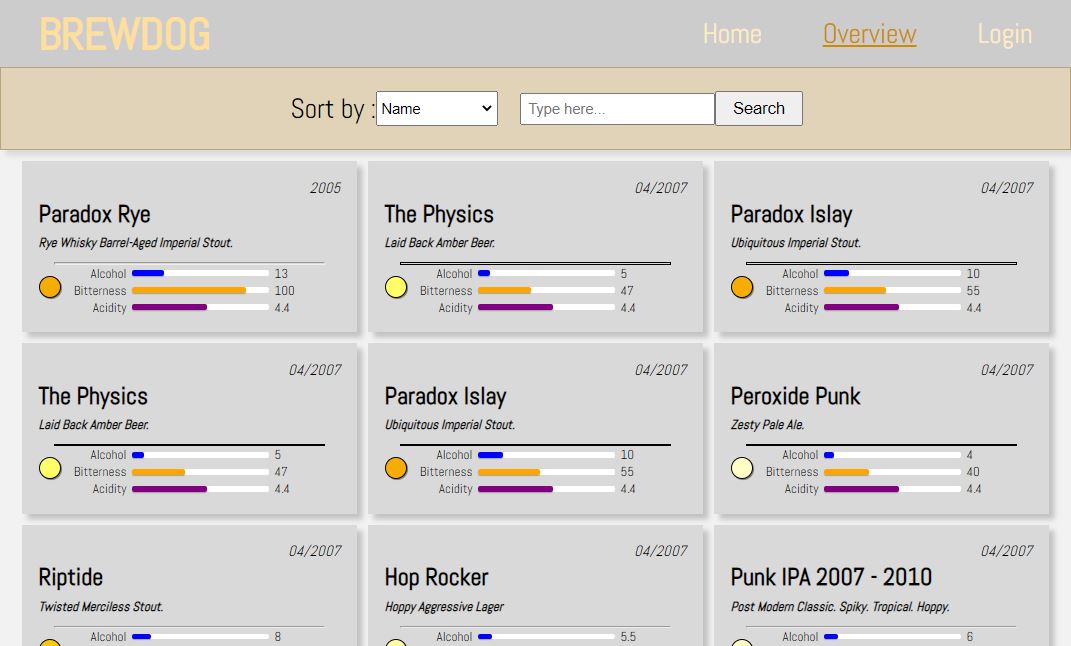 BREWDOG
Home
Overview
Login
Sort by :
Name
Type here...
Search
2005
Paradox Rye
Rye Whisky Barrel-Aged Imperial Stout.
Alcohol 13
Bitterness 100
Acidity 4.4
04/2007
The Physics
Laid Back Amber Beer.
Alcohol 5
Bitterness 47
Acidity 4.4
04/2007
Paradox Islay
Ubiquitous Imperial Stout.
Alcohol 10
Bitterness 55
Acidity 4.4
04/2007
The Physics
Laid Back Amber Beer.
Alcohol 5
Bitterness 47
Acidity 4.4
04/2007
Paradox Islay
Ubiquitous Imperial Stout.
Alcohol 10
Bitterness 55
Acidity 4.4
04/2007
Peroxide Punk
Zesty Pale Ale.
Alcohol 4
Bitterness 40
Acidity 4.4
04/2007
Riptide
Twisted Merciless Stout.
Alcohol 8
04/2007
Hop Rocker
Hoppy Aggressive Lager
Alcohol 5.5
04/2007
Punk IPA 2007 - 2010
Post Modern Classic. Spiky. Tropical. Hoppy.
Alcohol 6